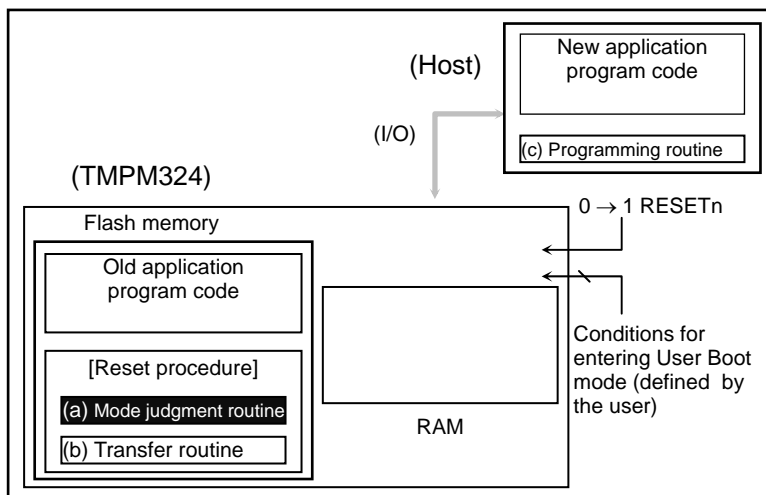 (Host)
New application
program code
(c) Programming routine
(I/O)
(TMPM324)
0 → 1 RESETn
Flash memory
Old application
program code
[Reset procedure]
(a) Mode judgment routine
(b) Transfer routine
RAM
Conditions for
entering User Boot
mode (defined by
the user)